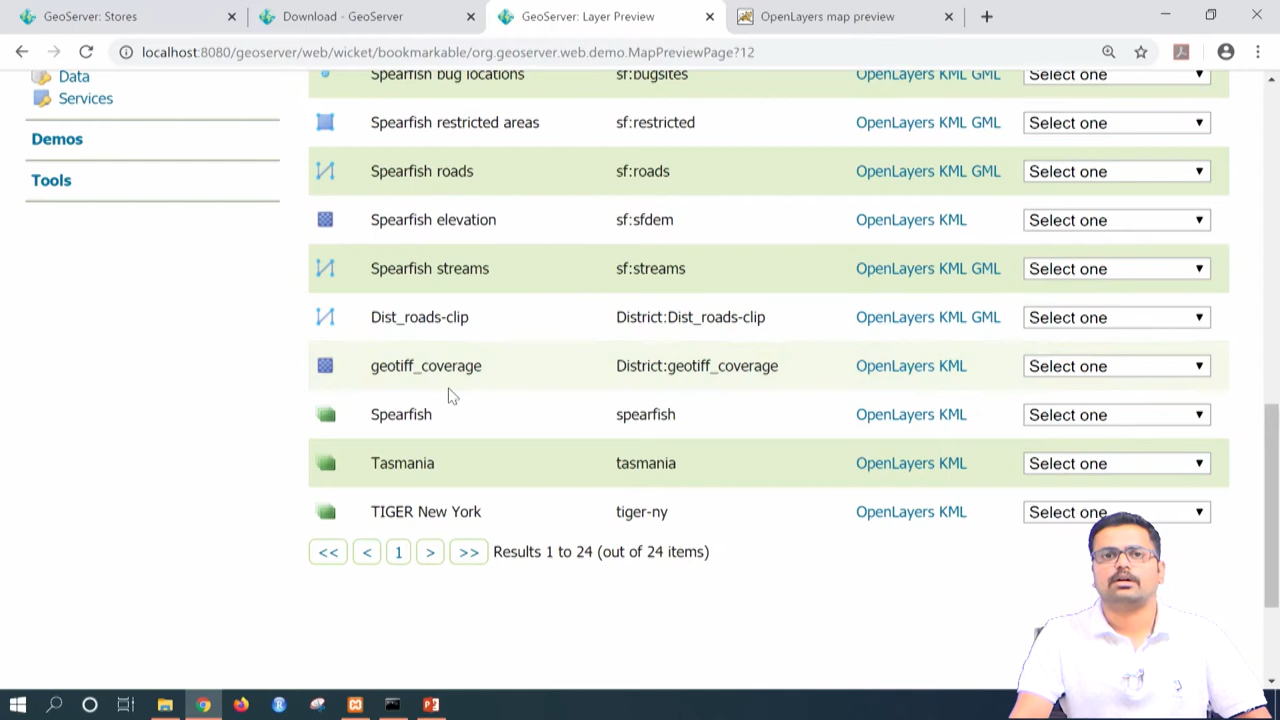 GeoServer: Stores
Download - GeoServer
GeoServer: Layer Preview
OpenLayers map preview
localhost:8080/geoserver/web/wicket/bookmarkable/org.geoserver.web.demo.MapPreviewPage?12
Data
Services
Demos
Tools
Spearfish bug locations sf:bugsites OpenLayers KML GML Select one
Spearfish restricted areas sf:restricted OpenLayers KML GML Select one
Spearfish roads sf:roads OpenLayers KML GML Select one
Spearfish elevation sf:sfdem OpenLayers KML Select one
Spearfish streams sf:streams OpenLayers KML GML Select one
Dist_roads-clip District:Dist_roads-clip OpenLayers KML GML Select one
geotiff_coverage District:geotiff_coverage OpenLayers KML Select one
Spearfish spearfish OpenLayers KML Select one
Tasmania tasmania OpenLayers KML Select one
TIGER New York tiger-ny OpenLayers KML Select one
<< < 1 > >> Results 1 to 24 (out of 24 items)